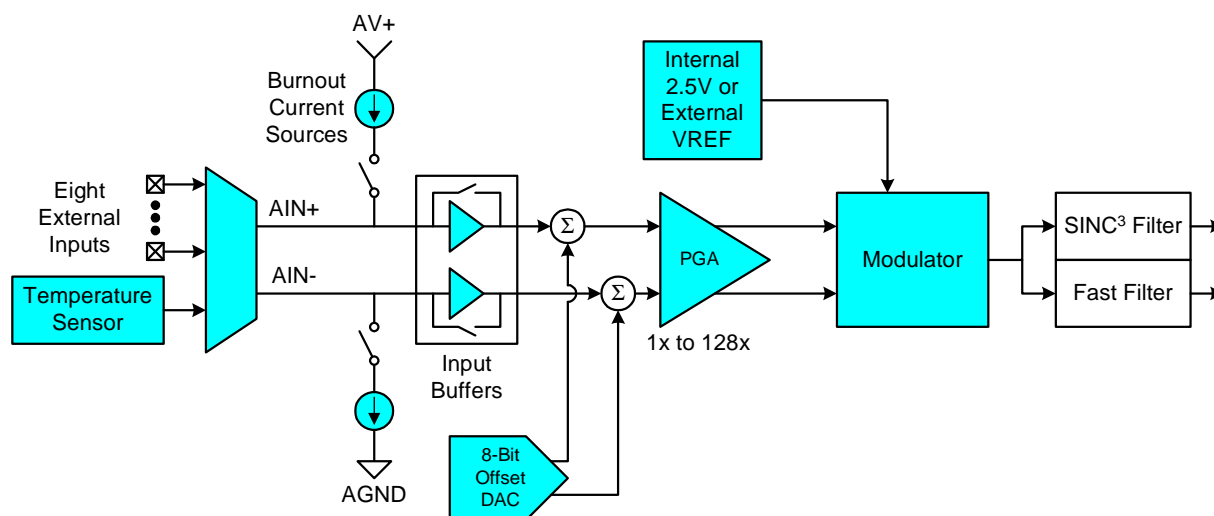 AV+
Burnout
Current
Sources
Internal
2.5V or
External
VREF
Eight
External
Inputs
AIN+
AIN-
Temperature
Sensor
Input
Buffers
Σ
Σ
PGA
1x to 128x
Modulator
SINC³ Filter
Fast Filter
8-Bit
Offset
DAC
AGND